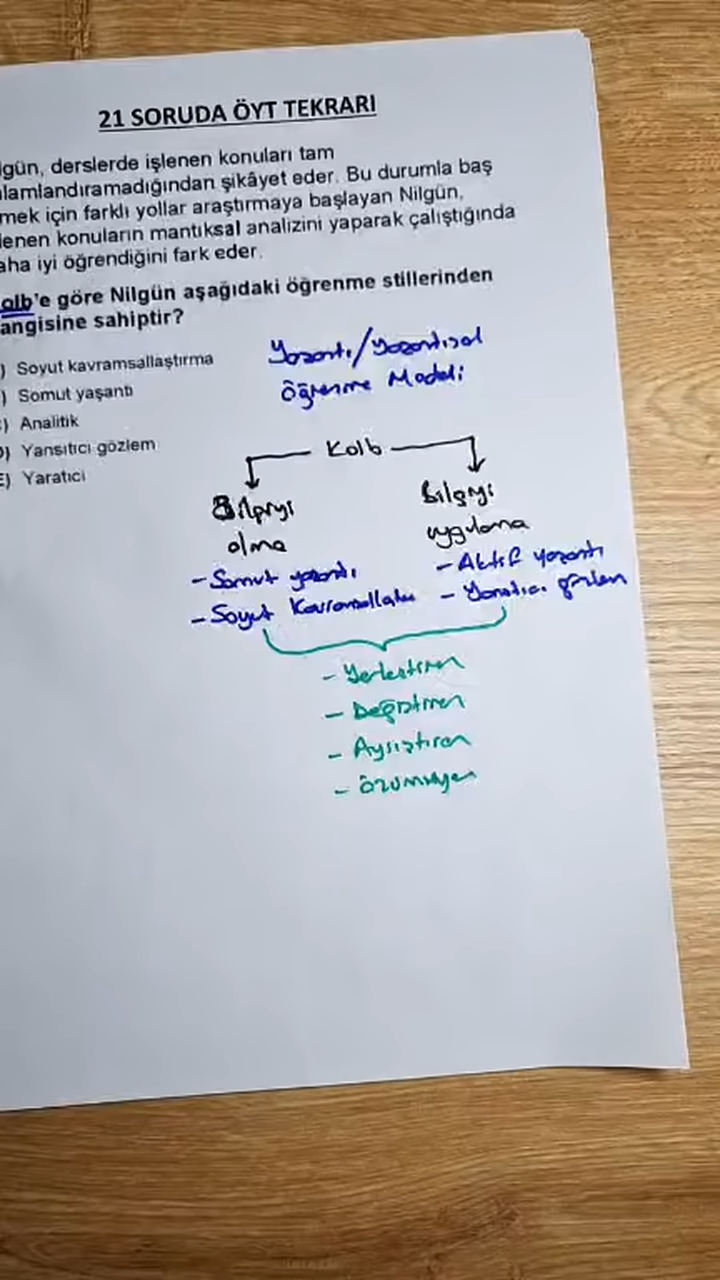 21 SORUDA ÖYT TEKRARI
lgün, derslerde işlenen konuları tam
lamlandıramadığından şikâyet eder. Bu durumla baş
mek için farklı yollar araştırmaya başlayan Nilgün,
lenen konuların mantıksal analizini yaparak çalıştığında
aha iyi öğrendiğini fark eder.
olb'e göre Nilgün aşağıdaki öğrenme stillerinden
angisine sahiptir?
) Soyut kavramsallaştırma
) Somut yaşantı
) Analitik
D) Yansıtıcı gözlem
E) Yaratıcı
Yaşantı/Yaşantısal
Öğrenme Modeli
Kolb
Bilgiyi
alma
- Somut yaşantı
- Soyut
Bilgiyi
uygulama
- Aktif yaşantı
- Yansıtıcı gözlem
- Yerleştiren
- Değiştiren
- Ayrıştıran
- Özümseyen